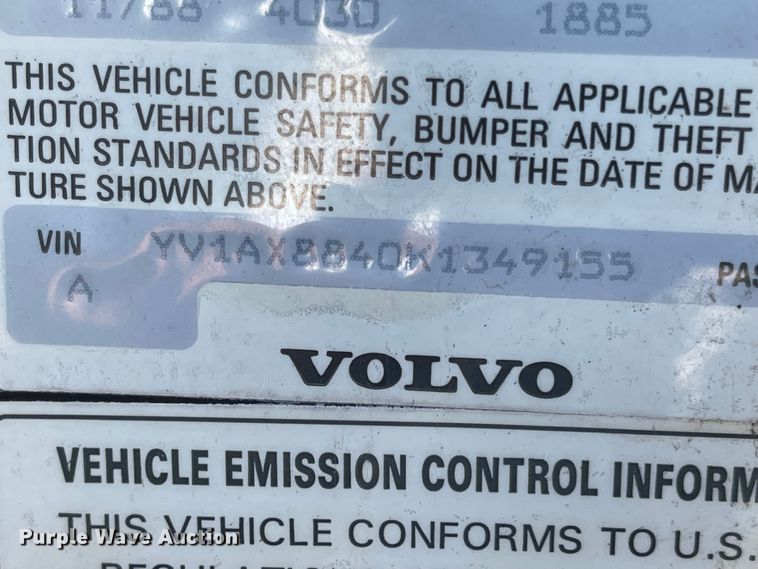 11/88 4030 1885
THIS VEHICLE CONFORMS TO ALL APPLICABLE
MOTOR VEHICLE SAFETY, BUMPER AND THEFT
TION STANDARDS IN EFFECT ON THE DATE OF MA
TURE SHOWN ABOVE.
VIN YV1AX8840K1349155 PAS
A
VOLVO
VEHICLE EMISSION CONTROL INFORM
THIS VEHICLE CONFORMS TO U.S.
Purple Wave Auction